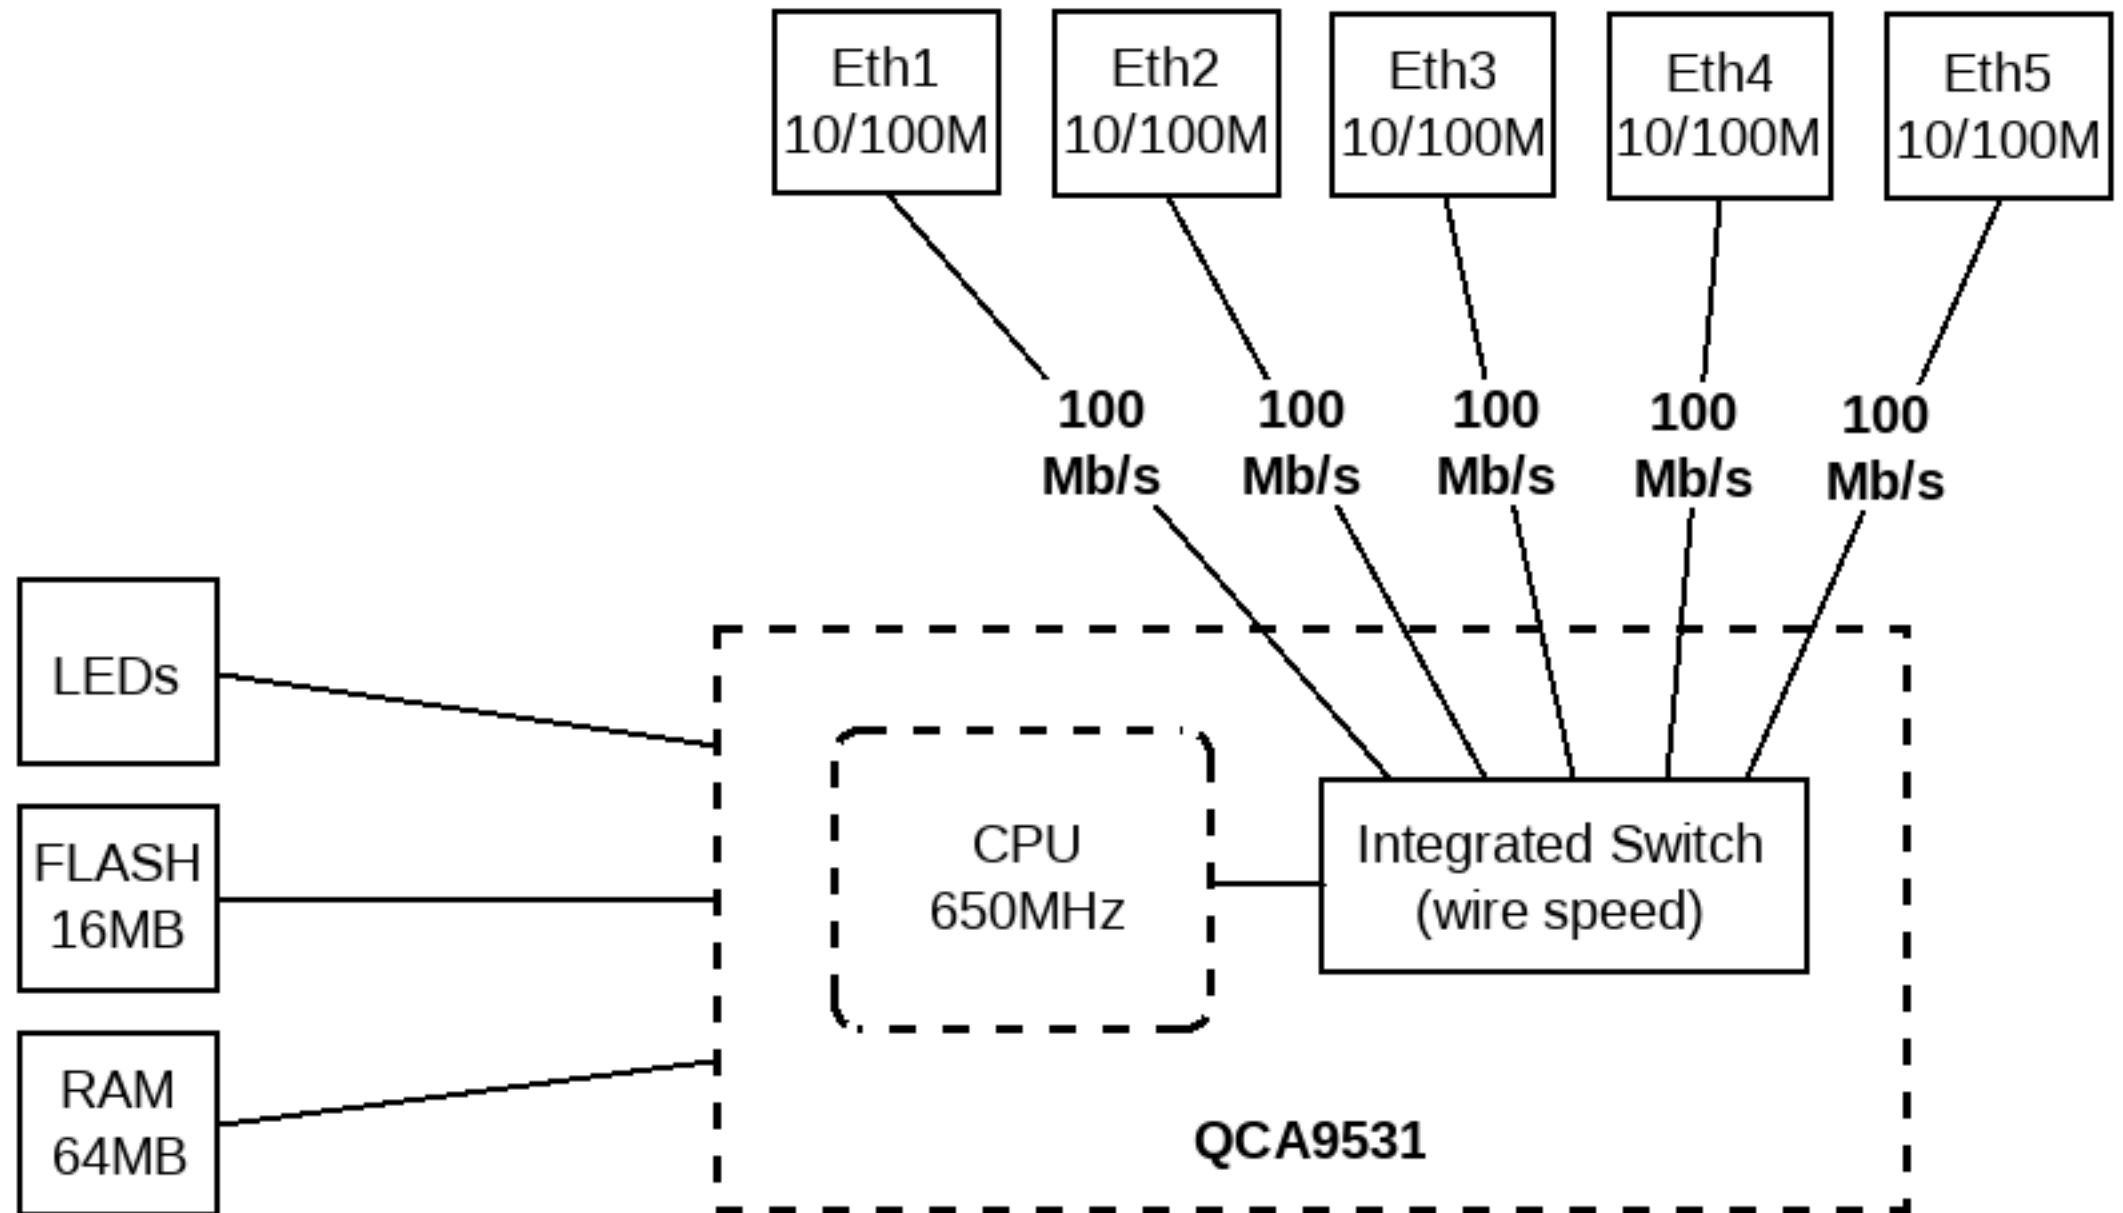 Eth1
10/100M
Eth2
10/100M
Eth3
10/100M
Eth4
10/100M
Eth5
10/100M
100
Mb/s
100
Mb/s
100
Mb/s
100
Mb/s
100
Mb/s
LEDs
FLASH
16MB
RAM
64MB
CPU
650MHz
Integrated Switch
(wire speed)
QCA9531